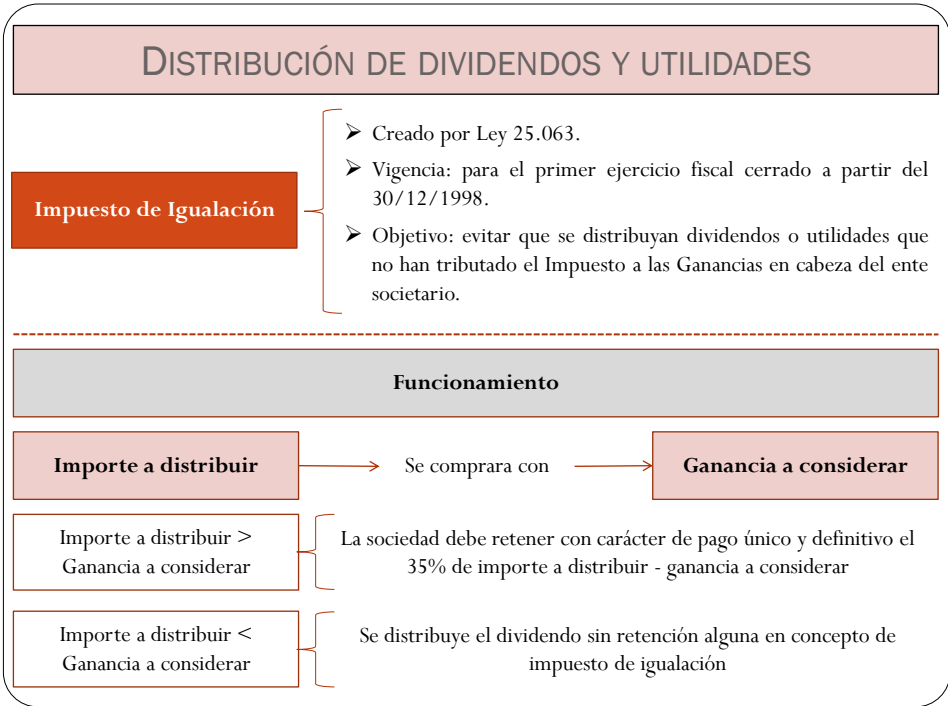 DISTRIBUCIÓN DE DIVIDENDOS Y UTILIDADES
Impuesto de Igualación
➢ Creado por Ley 25.063.
➢ Vigencia: para el primer ejercicio fiscal cerrado a partir del
30/12/1998.
➢ Objetivo: evitar que se distribuyan dividendos o utilidades que
no han tributado el Impuesto a las Ganancias en cabeza del ente
societario.
Funcionamiento
Importe a distribuir
Se comprara con
Ganancia a considerar
Importe a distribuir >
Ganancia a considerar
La sociedad debe retener con carácter de pago único y definitivo el
35% de importe a distribuir - ganancia a considerar
Importe a distribuir <
Ganancia a considerar
Se distribuye el dividendo sin retención alguna en concepto de
impuesto de igualación